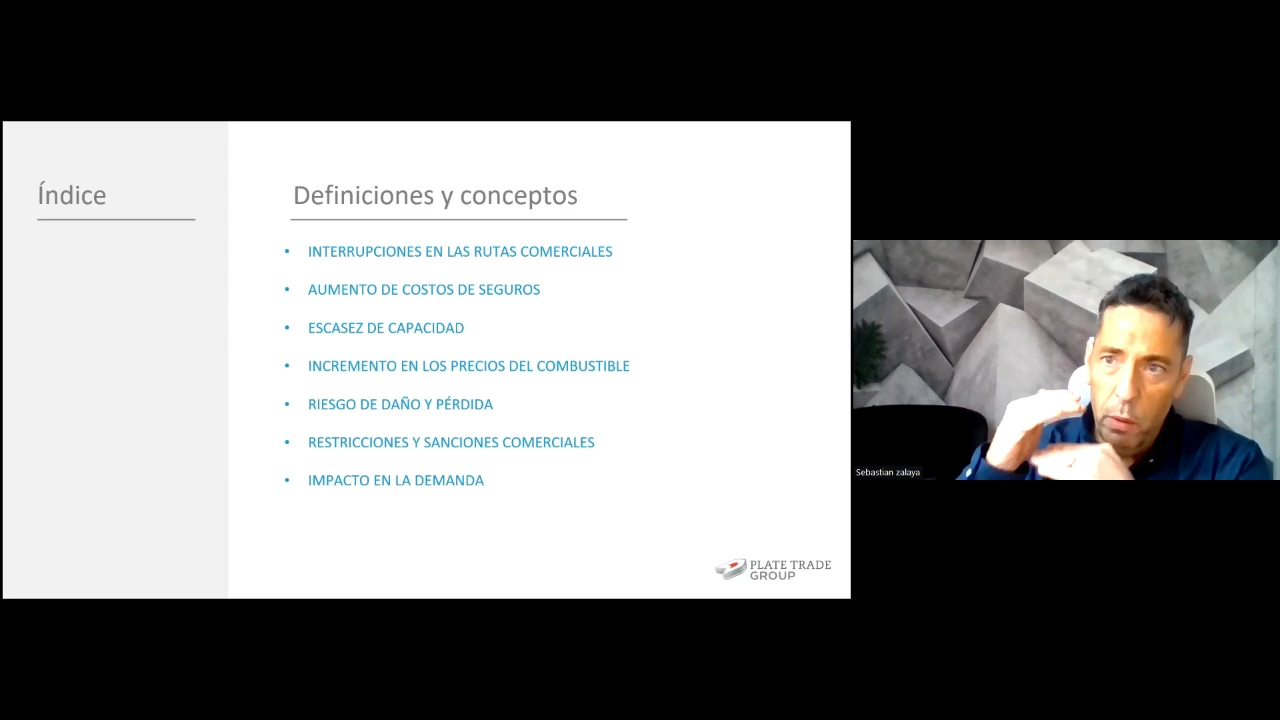 Índice
Definiciones y conceptos
• INTERRUPCIONES EN LAS RUTAS COMERCIALES
• AUMENTO DE COSTOS DE SEGUROS
• ESCASEZ DE CAPACIDAD
• INCREMENTO EN LOS PRECIOS DEL COMBUSTIBLE
• RIESGO DE DAÑO Y PÉRDIDA
• RESTRICCIONES Y SANCIONES COMERCIALES
• IMPACTO EN LA DEMANDA
PLATE TRADE
GROUP
Sebastian zalaya